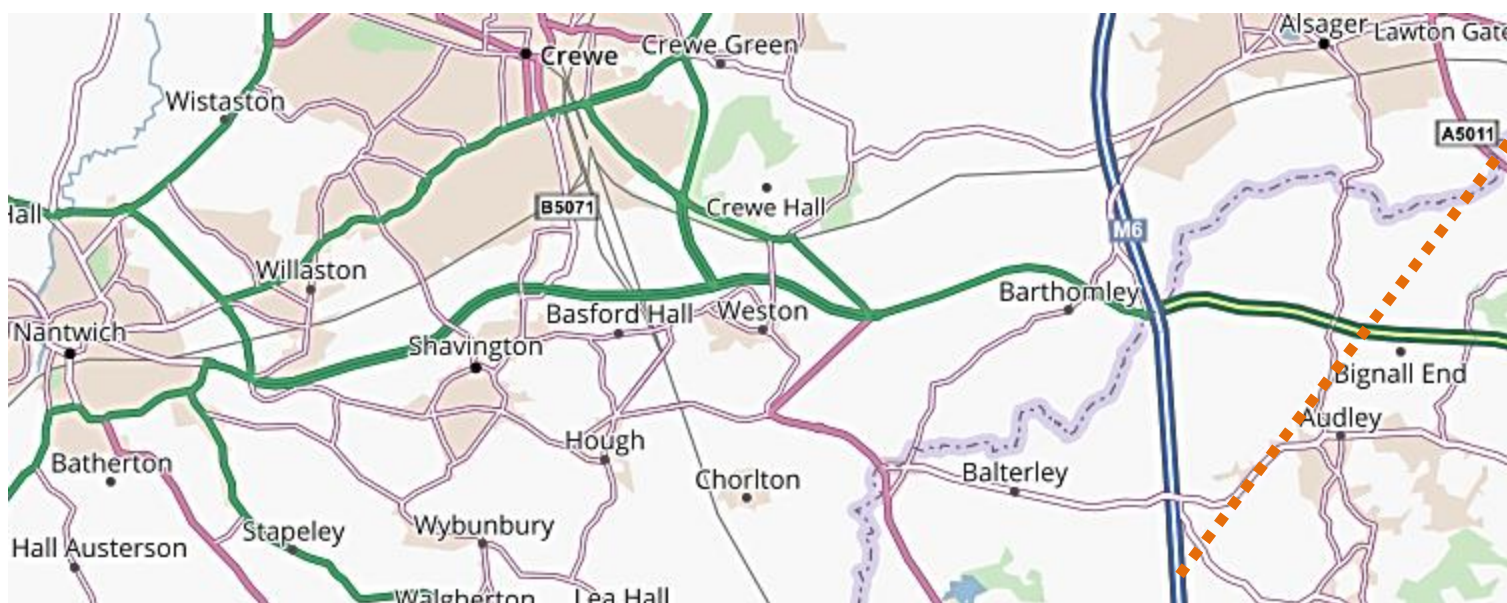 Alsager
Lawton Gate
Crewe Green
Crewe
Wistaston
A5011
Hall
B5071
Crewe Hall
M6
Willaston
Barthomley
Basford Hall
Weston
Nantwich
Shavington
Bignall End
Audley
Hough
Batherton
Chorlton
Balterley
Wybunbury
Stapeley
Hall Austerson
Walgherton
Lea Hall